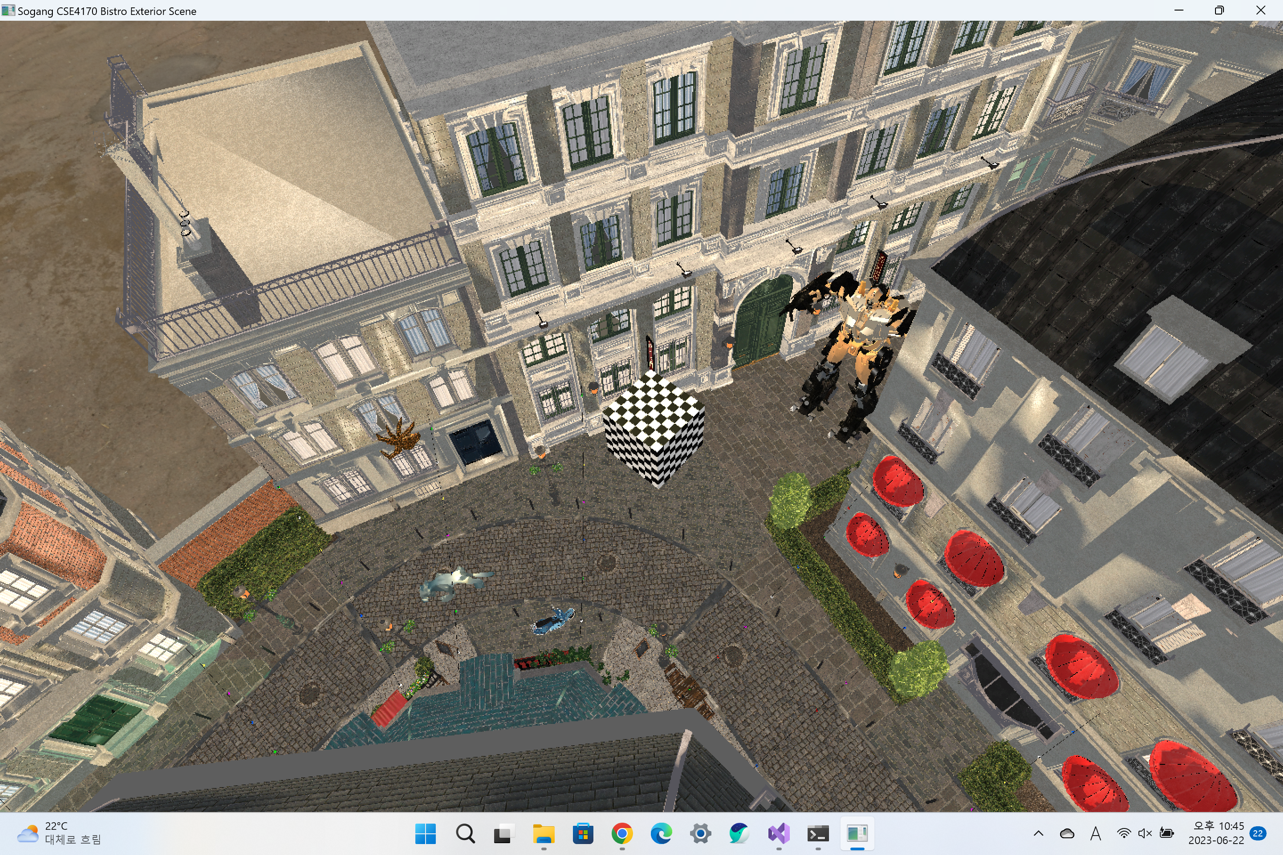 Sogang CSE4170 Bistro Exterior Scene
22°C
대체로 흐림
A
오후 10:45
2023-06-22
22